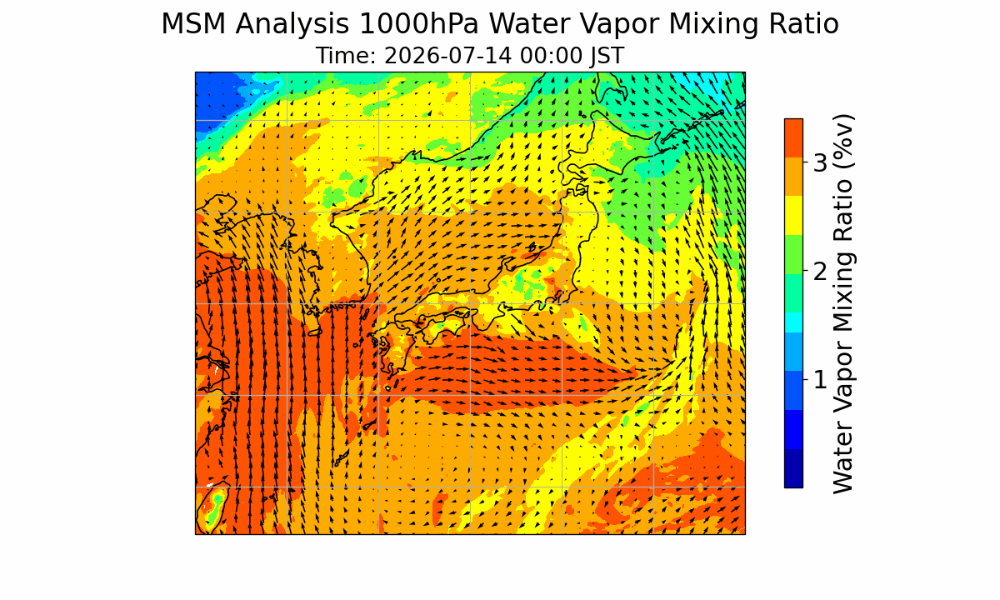 MSM Analysis 1000hPa Water Vapor Mixing Ratio
Time: 2026-07-14 00:00 JST
3
2
1
Water Vapor Mixing Ratio (%v)